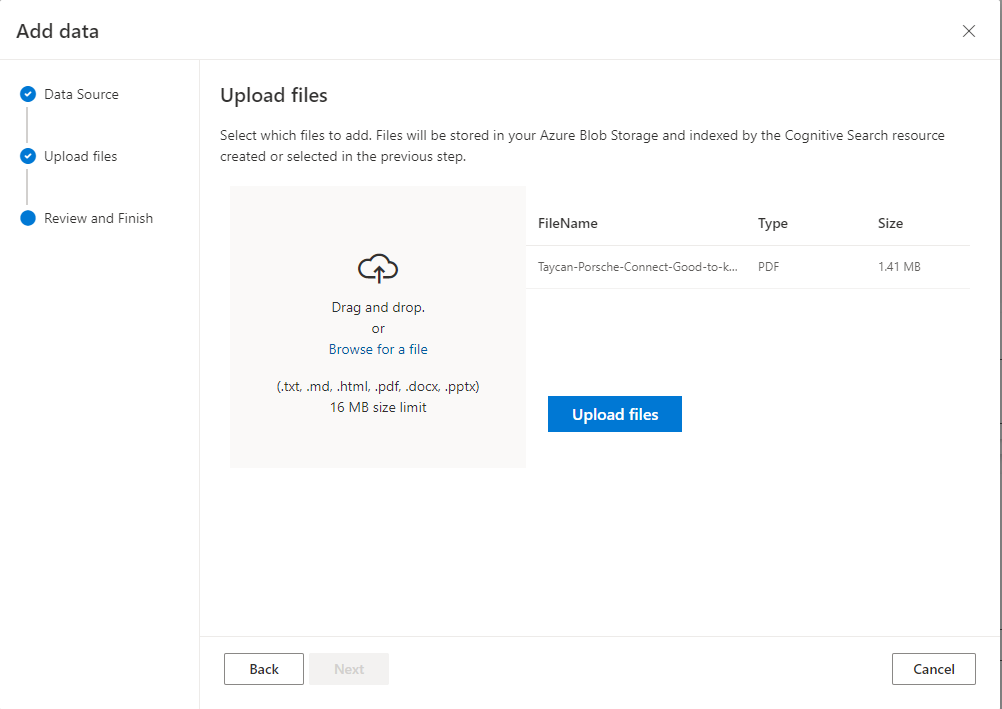 Add data
Data Source
Upload files
Review and Finish
Upload files
Select which files to add. Files will be stored in your Azure Blob Storage and indexed by the Cognitive Search resource
created or selected in the previous step.
Drag and drop.
or
Browse for a file
(.txt, .md, .html, .pdf, .docx, .pptx)
16 MB size limit
FileName Type Size
Taycan-Porsche-Connect-Good-to-k... PDF 1.41 MB
Upload files
Back Next Cancel